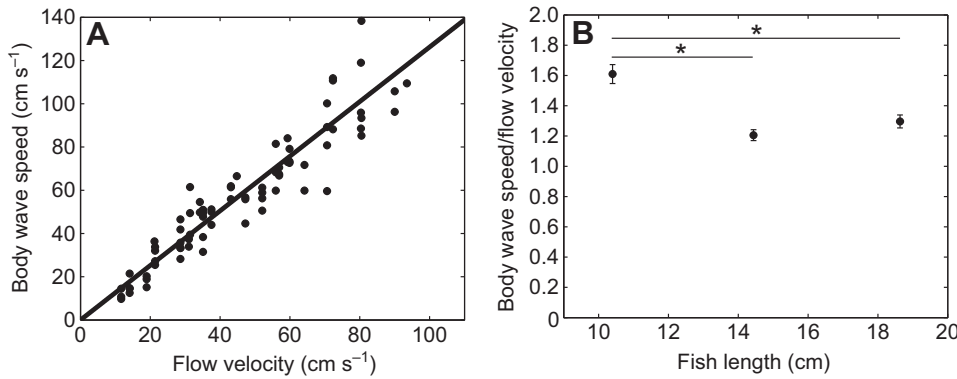 A
Body wave speed (cm s⁻¹)
140
120
100
80
60
40
20
0
0 20 40 60 80 100
Flow velocity (cm s⁻¹)
B
Body wave speed/flow velocity
2.0
1.8
1.6
1.4
1.2
1.0
0.8
0.6
0.4
0.2
0
*
*
10 12 14 16 18 20
Fish length (cm)